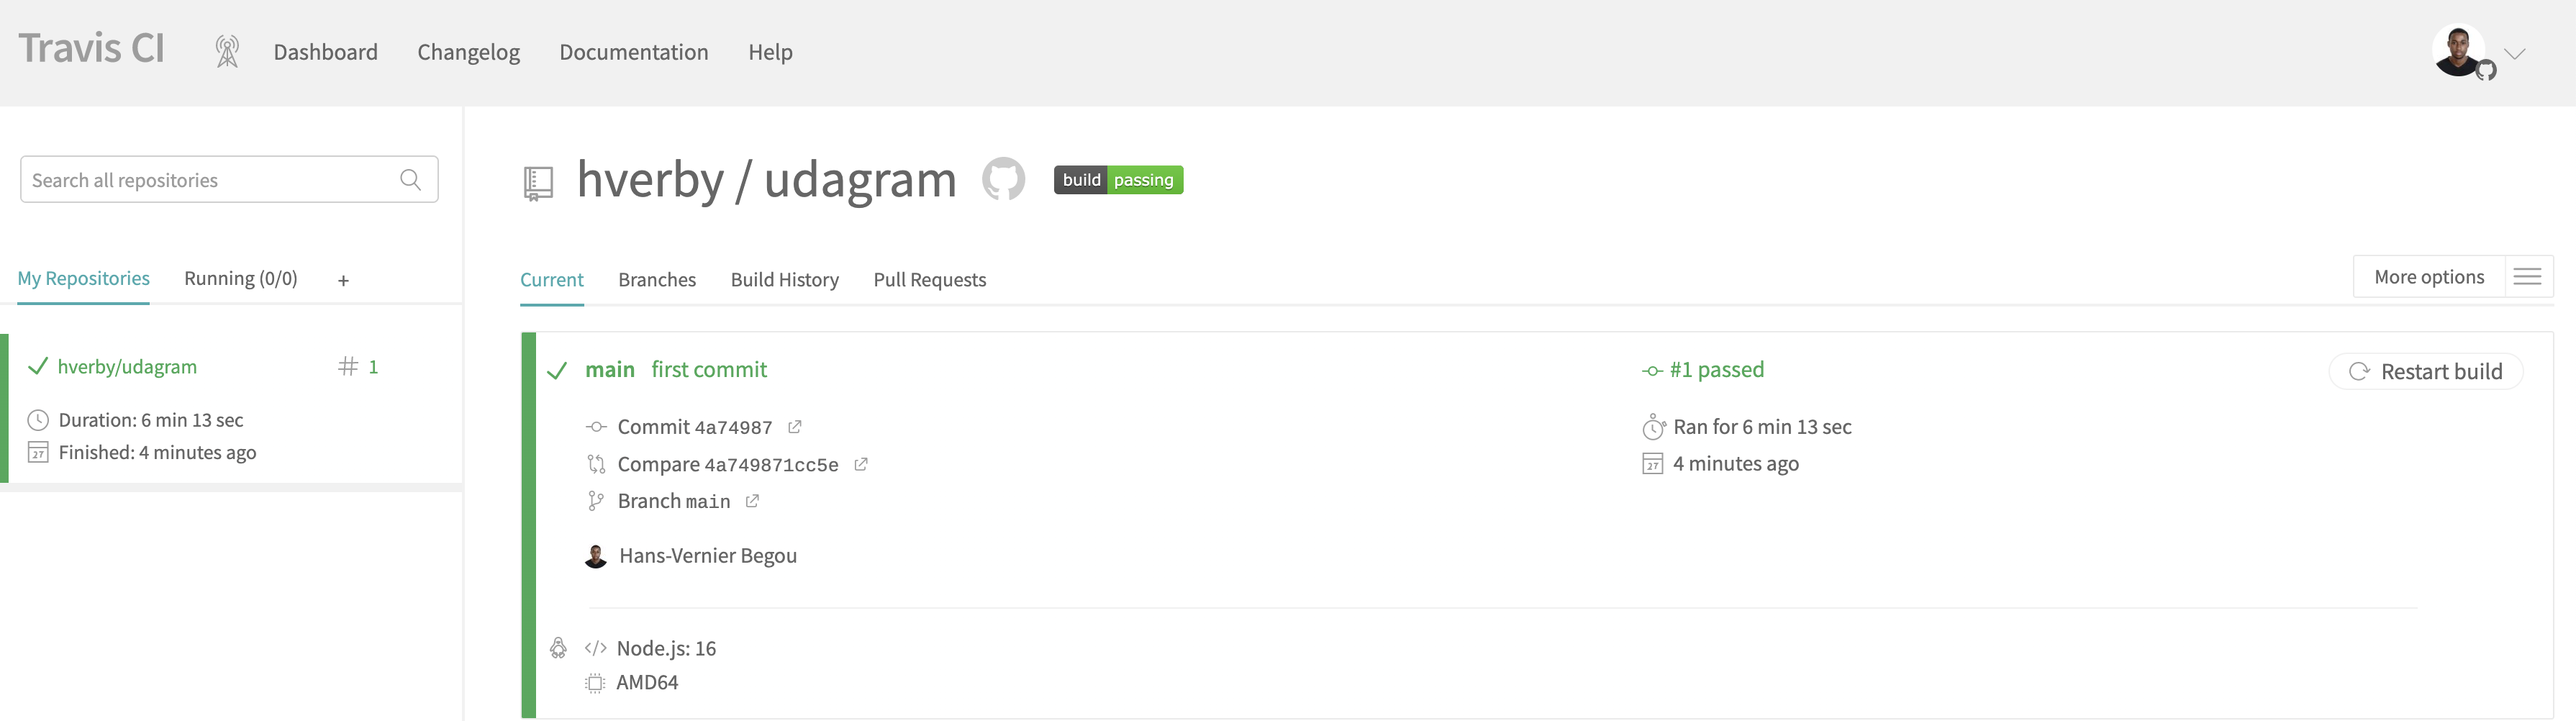 Travis CI
Dashboard Changelog Documentation Help
Search all repositories
My Repositories Running (0/0) +
hverby/udagram # 1
Duration: 6 min 13 sec
27 Finished: 4 minutes ago
hverby / udagram build passing
Current Branches Build History Pull Requests
More options
main first commit
Commit 4a74987
Compare 4a749871cc5e
Branch main
Hans-Vernier Begou
#1 passed
Ran for 6 min 13 sec
27 4 minutes ago
Restart build
</> Node.js: 16
AMD64